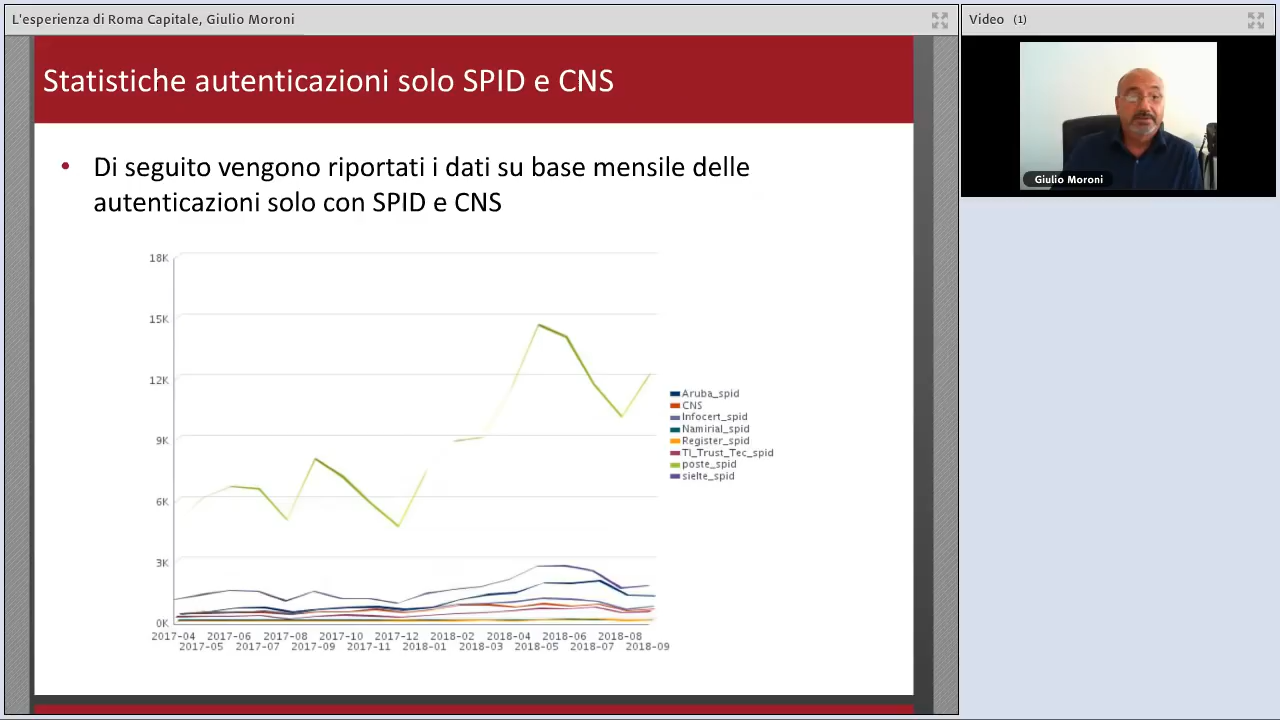 L'esperienza di Roma Capitale, Giulio Moroni
Video (1)
Statistiche autenticazioni solo SPID e CNS
Giulio Moroni
• Di seguito vengono riportati i dati su base mensile delle
autenticazioni solo con SPID e CNS
18K
15K
12K
9K
6K
3K
0K
Aruba_spid
CNS
Infocert_spid
Namirial_spid
Register_spid
TI_Trust_Tec_spid
poste_spid
sielte_spid
2017-04 2017-06 2017-08 2017-10 2017-12 2018-02 2018-04 2018-06 2018-08
2017-05 2017-07 2017-09 2017-11 2018-01 2018-03 2018-05 2018-07 2018-09